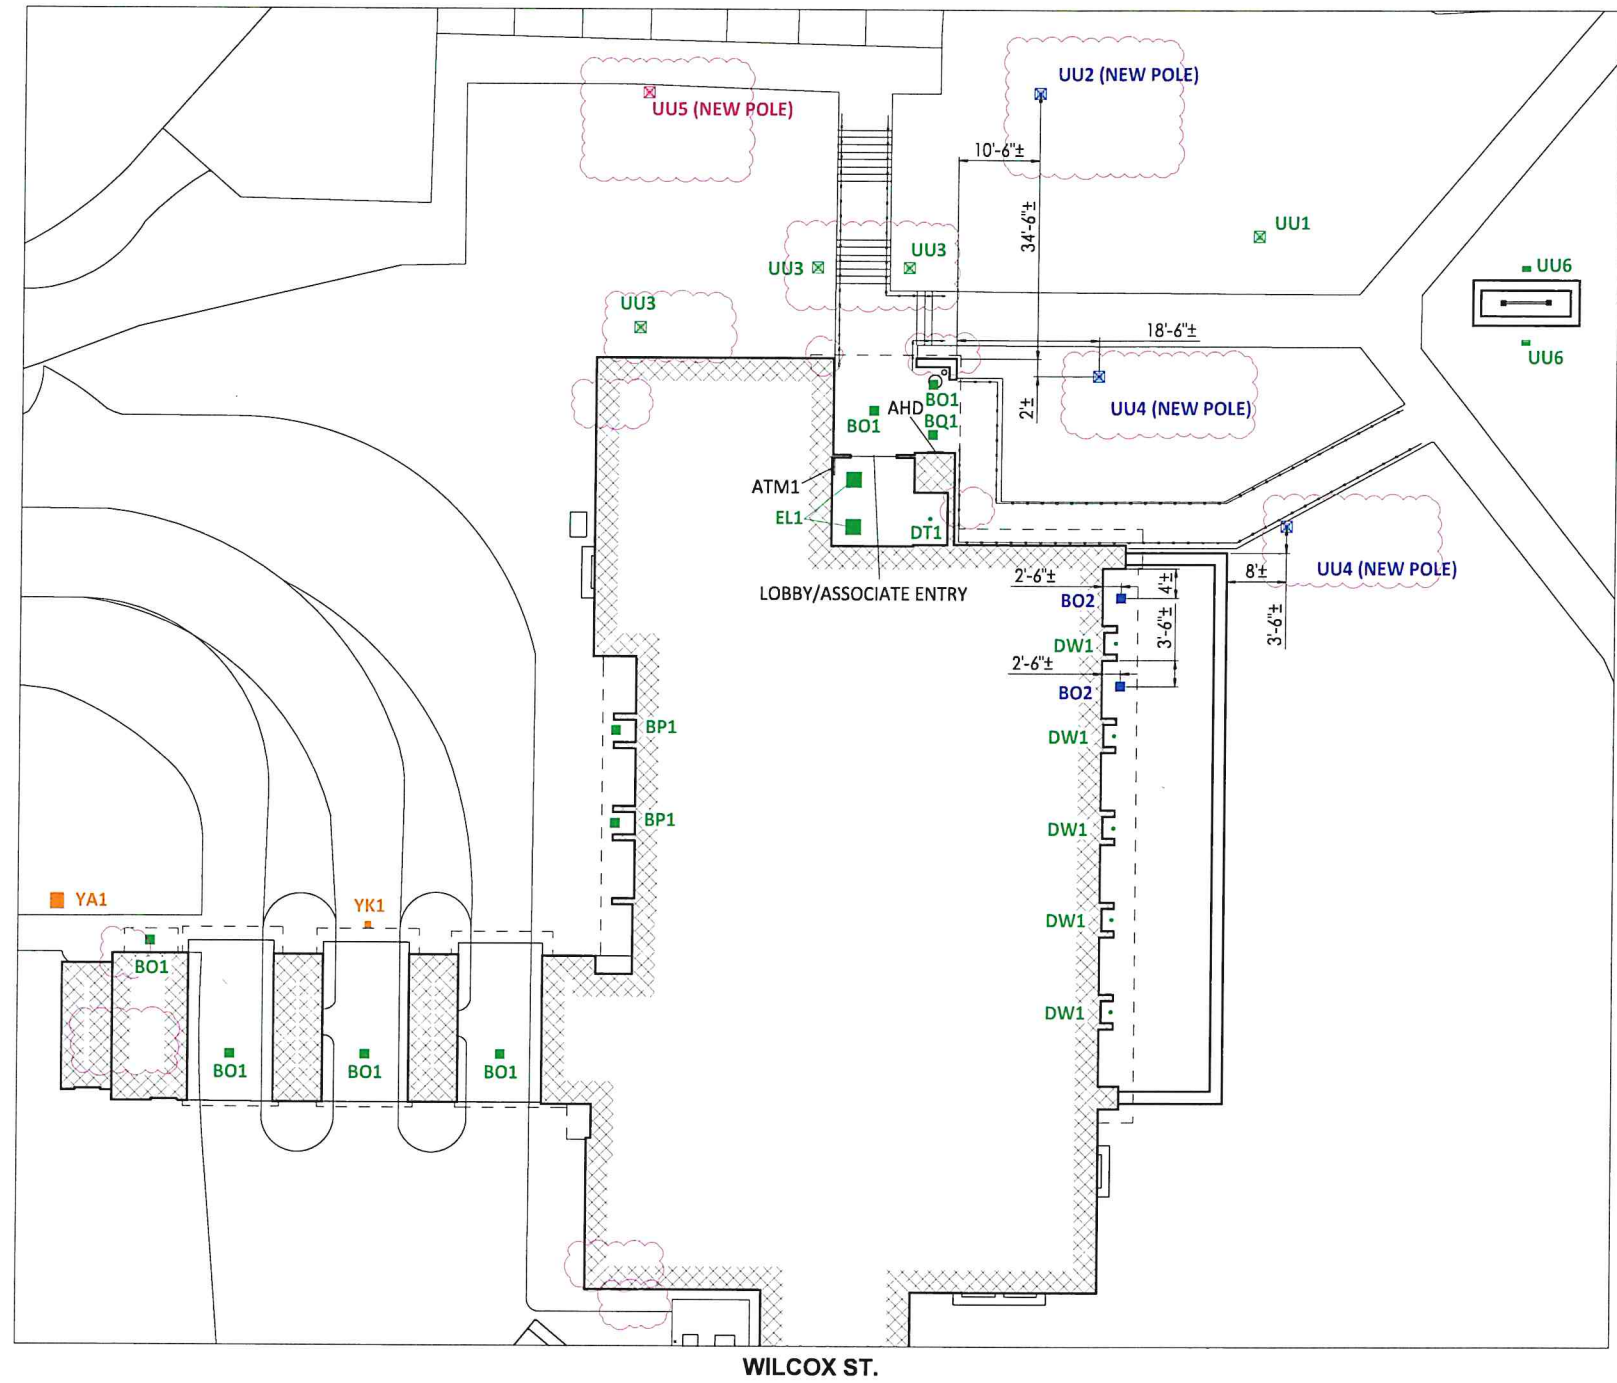 UU2 (NEW POLE)
UU5 (NEW POLE)
10'-6"±
34'-6"±
UU1
UU3
UU3
UU6
UU3
18'-6"±
UU6
2'±
UU4 (NEW POLE)
BO1
AHD
BO1
BQ1
ATM1
EL1
DT1
LOBBY/ASSOCIATE ENTRY
2'-6"±
4±
8'±
UU4 (NEW POLE)
BO2
3'-6"±
3'-6"±
DW1
2'-6"±
BO2
BP1
DW1
BP1
DW1
YA1
YK1
DW1
BO1
DW1
BO1
BO1
BO1
WILCOX ST.